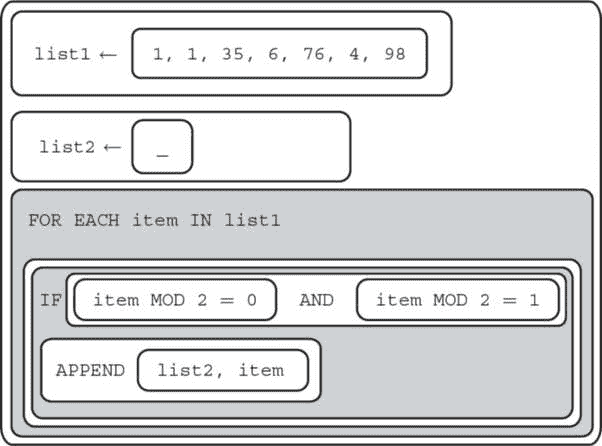 list1 ← 1, 1, 35, 6, 76, 4, 98
list2 ← _
FOR EACH item IN list1
IF item MOD 2 = 0 AND item MOD 2 = 1
APPEND list2, item